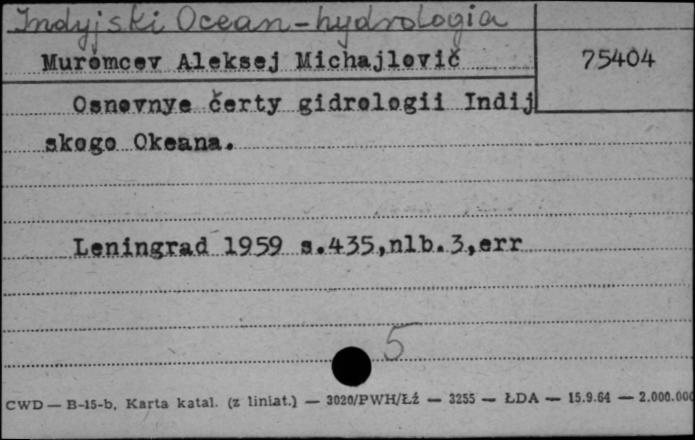 Indyjski Ocean - hydrologia
Muromcev Aleksej Michajlovič
75404
Osnovnye čerty gidrologii Indij
skogo Okeana.
Leningrad 1959 s.435,nlb.3,err
5
CWD — B-15-b, Karta katal. (z liniat.) — 3020/PWH/Łź — 3255 — ŁDA — 15.9.64 — 2.000.000